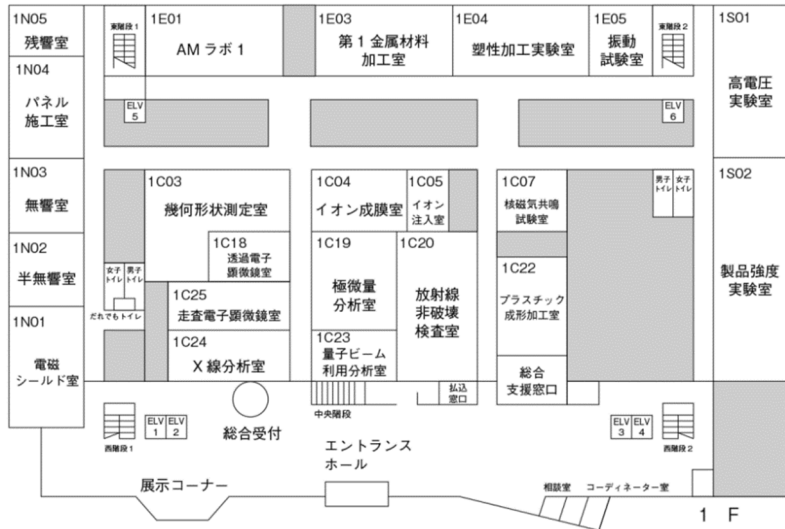 1N05
残響室
1N04
パネル
施工室
1N03
無響室
1N02
半無響室
1N01
電磁
シールド室
東階段1
1E01
AMラボ1
1E03
第1金属材料
加工室
1E04
塑性加工実験室
1E05
振動
試験室
東階段2
1S01
高電圧
実験室
1S02
製品強度
実験室
ELV
5
ELV
6
1C03
幾何形状測定室
1C18
透過電子
顕微鏡室
1C25
走査電子顕微鏡室
1C24
X線分析室
女子
トイレ
男子
トイレ
だれでもトイレ
1C04
イオン成膜室
1C05
イオン
注入室
1C19
極微量
分析室
1C20
放射線
非破壊
検査室
1C23
量子ビーム
利用分析室
1C07
核磁気共鳴
試験室
1C22
プラスチック
成形加工室
総合
支援窓口
男子
トイレ
女子
トイレ
西階段1
ELV
1
ELV
2
総合受付
中央階段
払込
窓口
ELV
3
ELV
4
西階段2
エントランス
ホール
展示コーナー
相談室
コーディネーター室
1 F